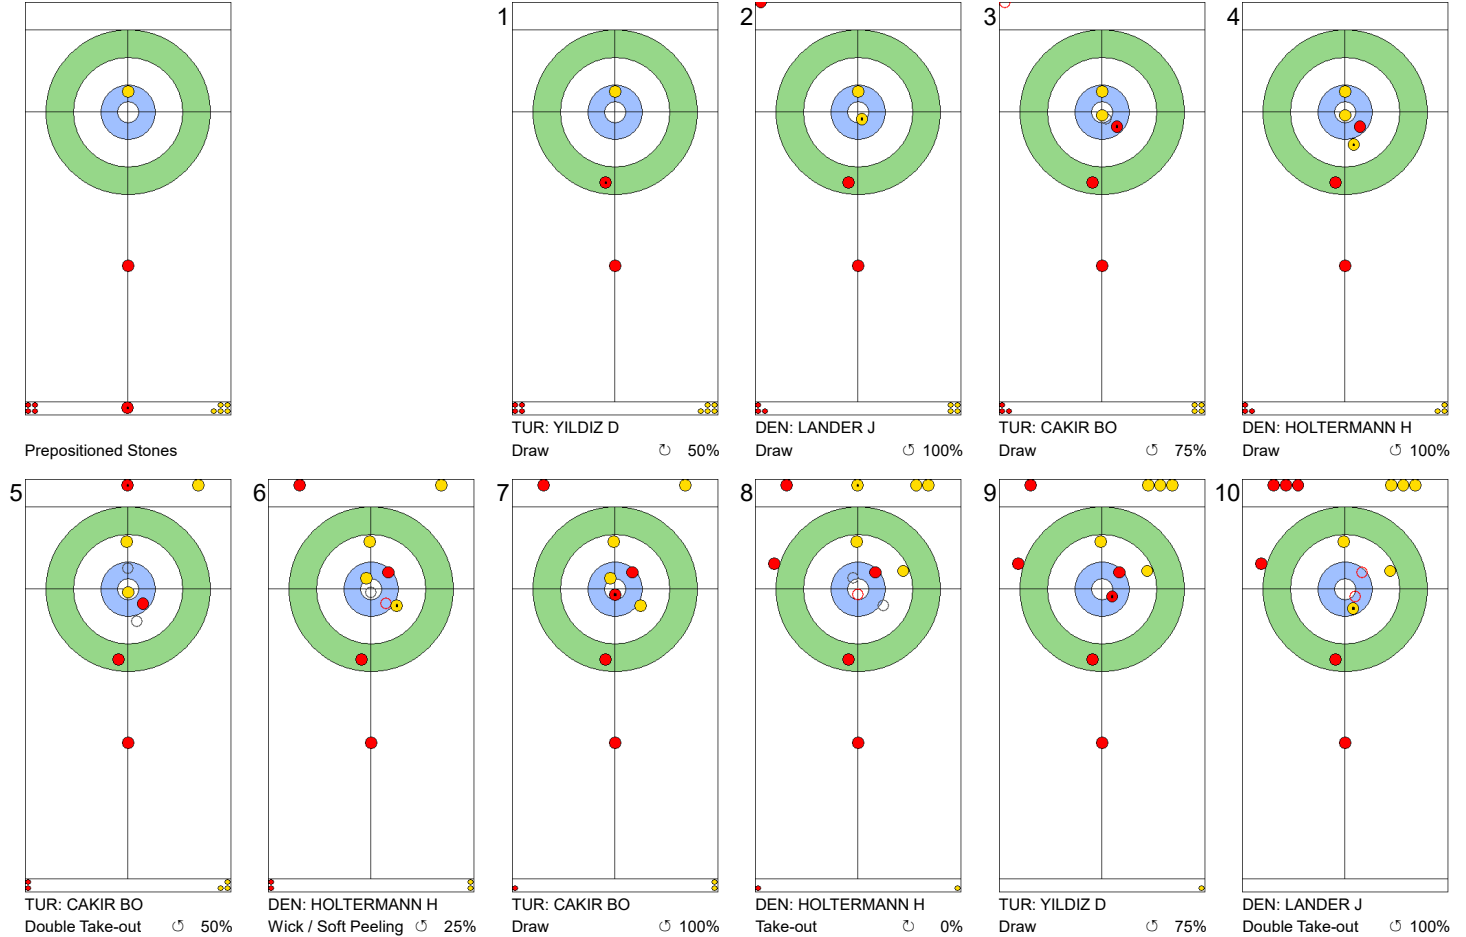 Prepositioned Stones
1
TUR: YILDIZ D
Draw ↻ 50%
2
DEN: LANDER J
Draw ↺ 100%
3
TUR: CAKIR BO
Draw ↺ 75%
4
DEN: HOLTERMANN H
Draw ↺ 100%
5
TUR: CAKIR BO
Double Take-out ↺ 50%
6
DEN: HOLTERMANN H
Wick / Soft Peeling ↺ 25%
7
TUR: CAKIR BO
Draw ↺ 100%
8
DEN: HOLTERMANN H
Take-out ↻ 0%
9
TUR: YILDIZ D
Draw ↺ 75%
10
DEN: LANDER J
Double Take-out ↺ 100%